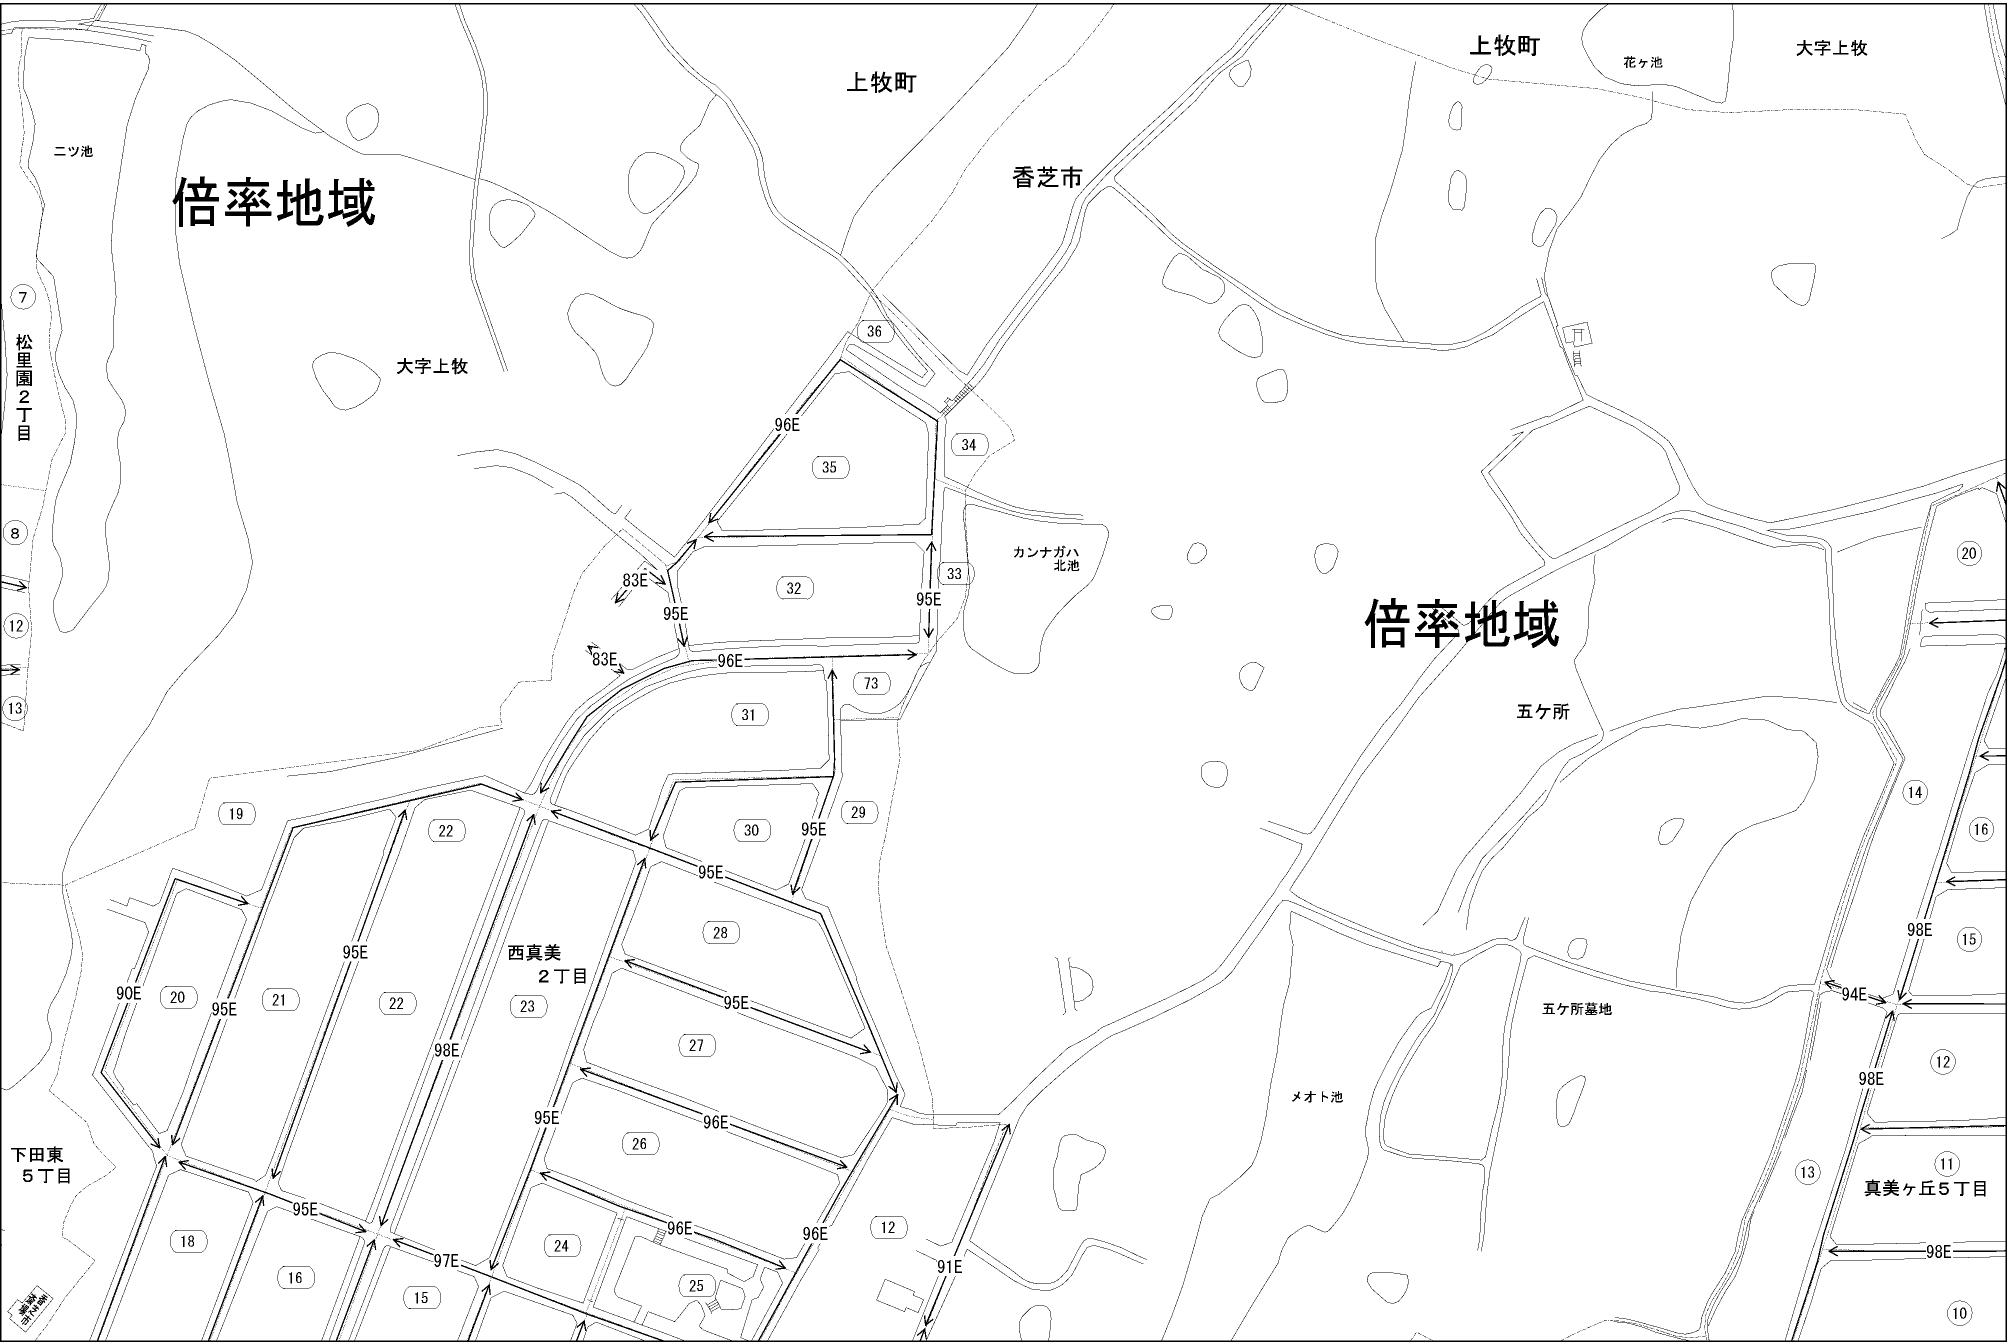 上牧町
花ヶ池
大字上牧
上牧町
二ツ池
香芝市
倍率地域
7
36
松里園2丁目
大字上牧
96E
34
35
8
カンナガハ
北池
20
33
83E
32
95E
95E
倍率地域
12
83E
96E
73
13
31
五ケ所
14
19
29
22
30
95E
16
95E
98E
28
15
西真美
2丁目
95E
90E
20
95E
21
22
23
95E
94E
五ケ所墓地
27
98E
12
98E
メオト池
95E
96E
26
下田東
5丁目
11
13
真美ヶ丘5丁目
95E
96E
96E
12
18
24
98E
97E
91E
16
25
15
10